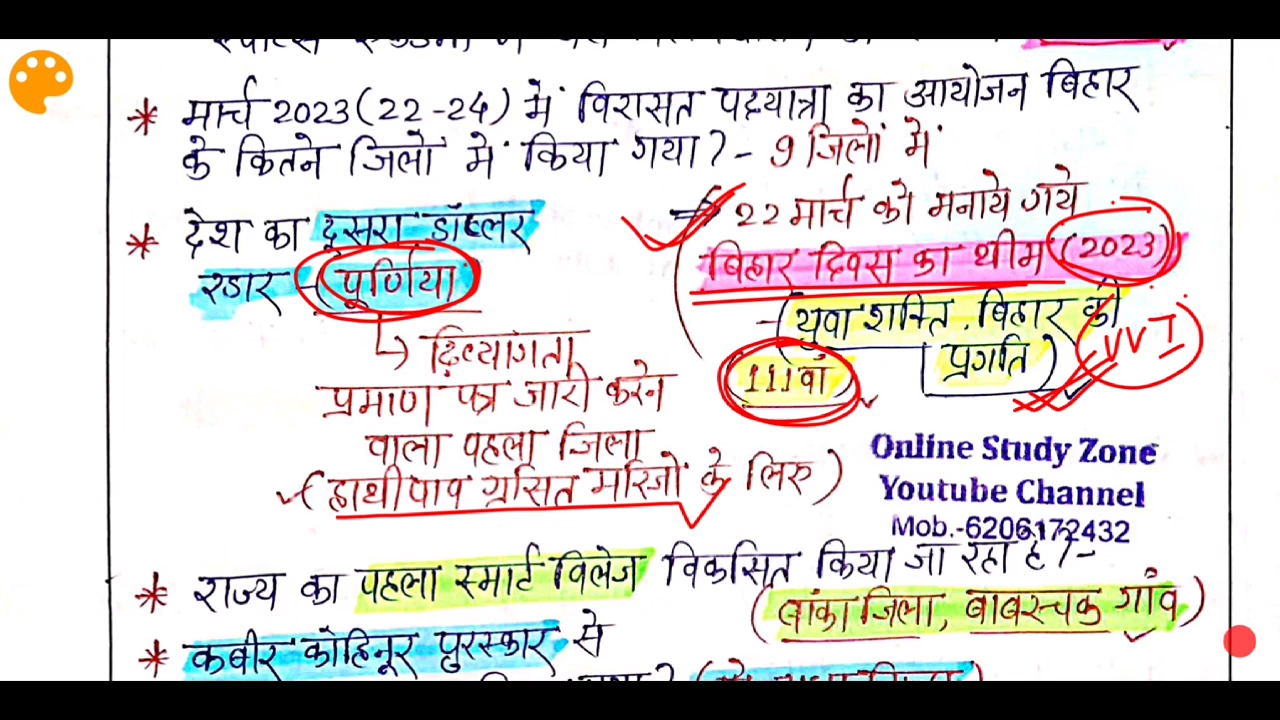 * मार्च 2023 (22-24) में विरासत पदयात्रा का आयोजन बिहार
के कितने जिलों में किया गया? - 9 जिलों में
* देश का दूसरा डॉप्लर
रडार - (पूर्णिया)
→ दिव्यांगता
प्रमाण पत्र जारी करने
वाला पहला जिला
(हाथीपाव ग्रसित मरिजो के लिए)
→ 22 मार्च को मनाये गये
बिहार दिवस का थीम (2023)
- (युवा शक्ति बिहार की
प्रगति)
111वां
VVI
Online Study Zone
Youtube Channel
Mob.-6206172432
* राज्य का पहला स्मार्ट विलेज विकसित किया जा रहा है? -
(बांका जिला, बाबरचक गांव)
* कबीर कोहिनूर पुरस्कार से